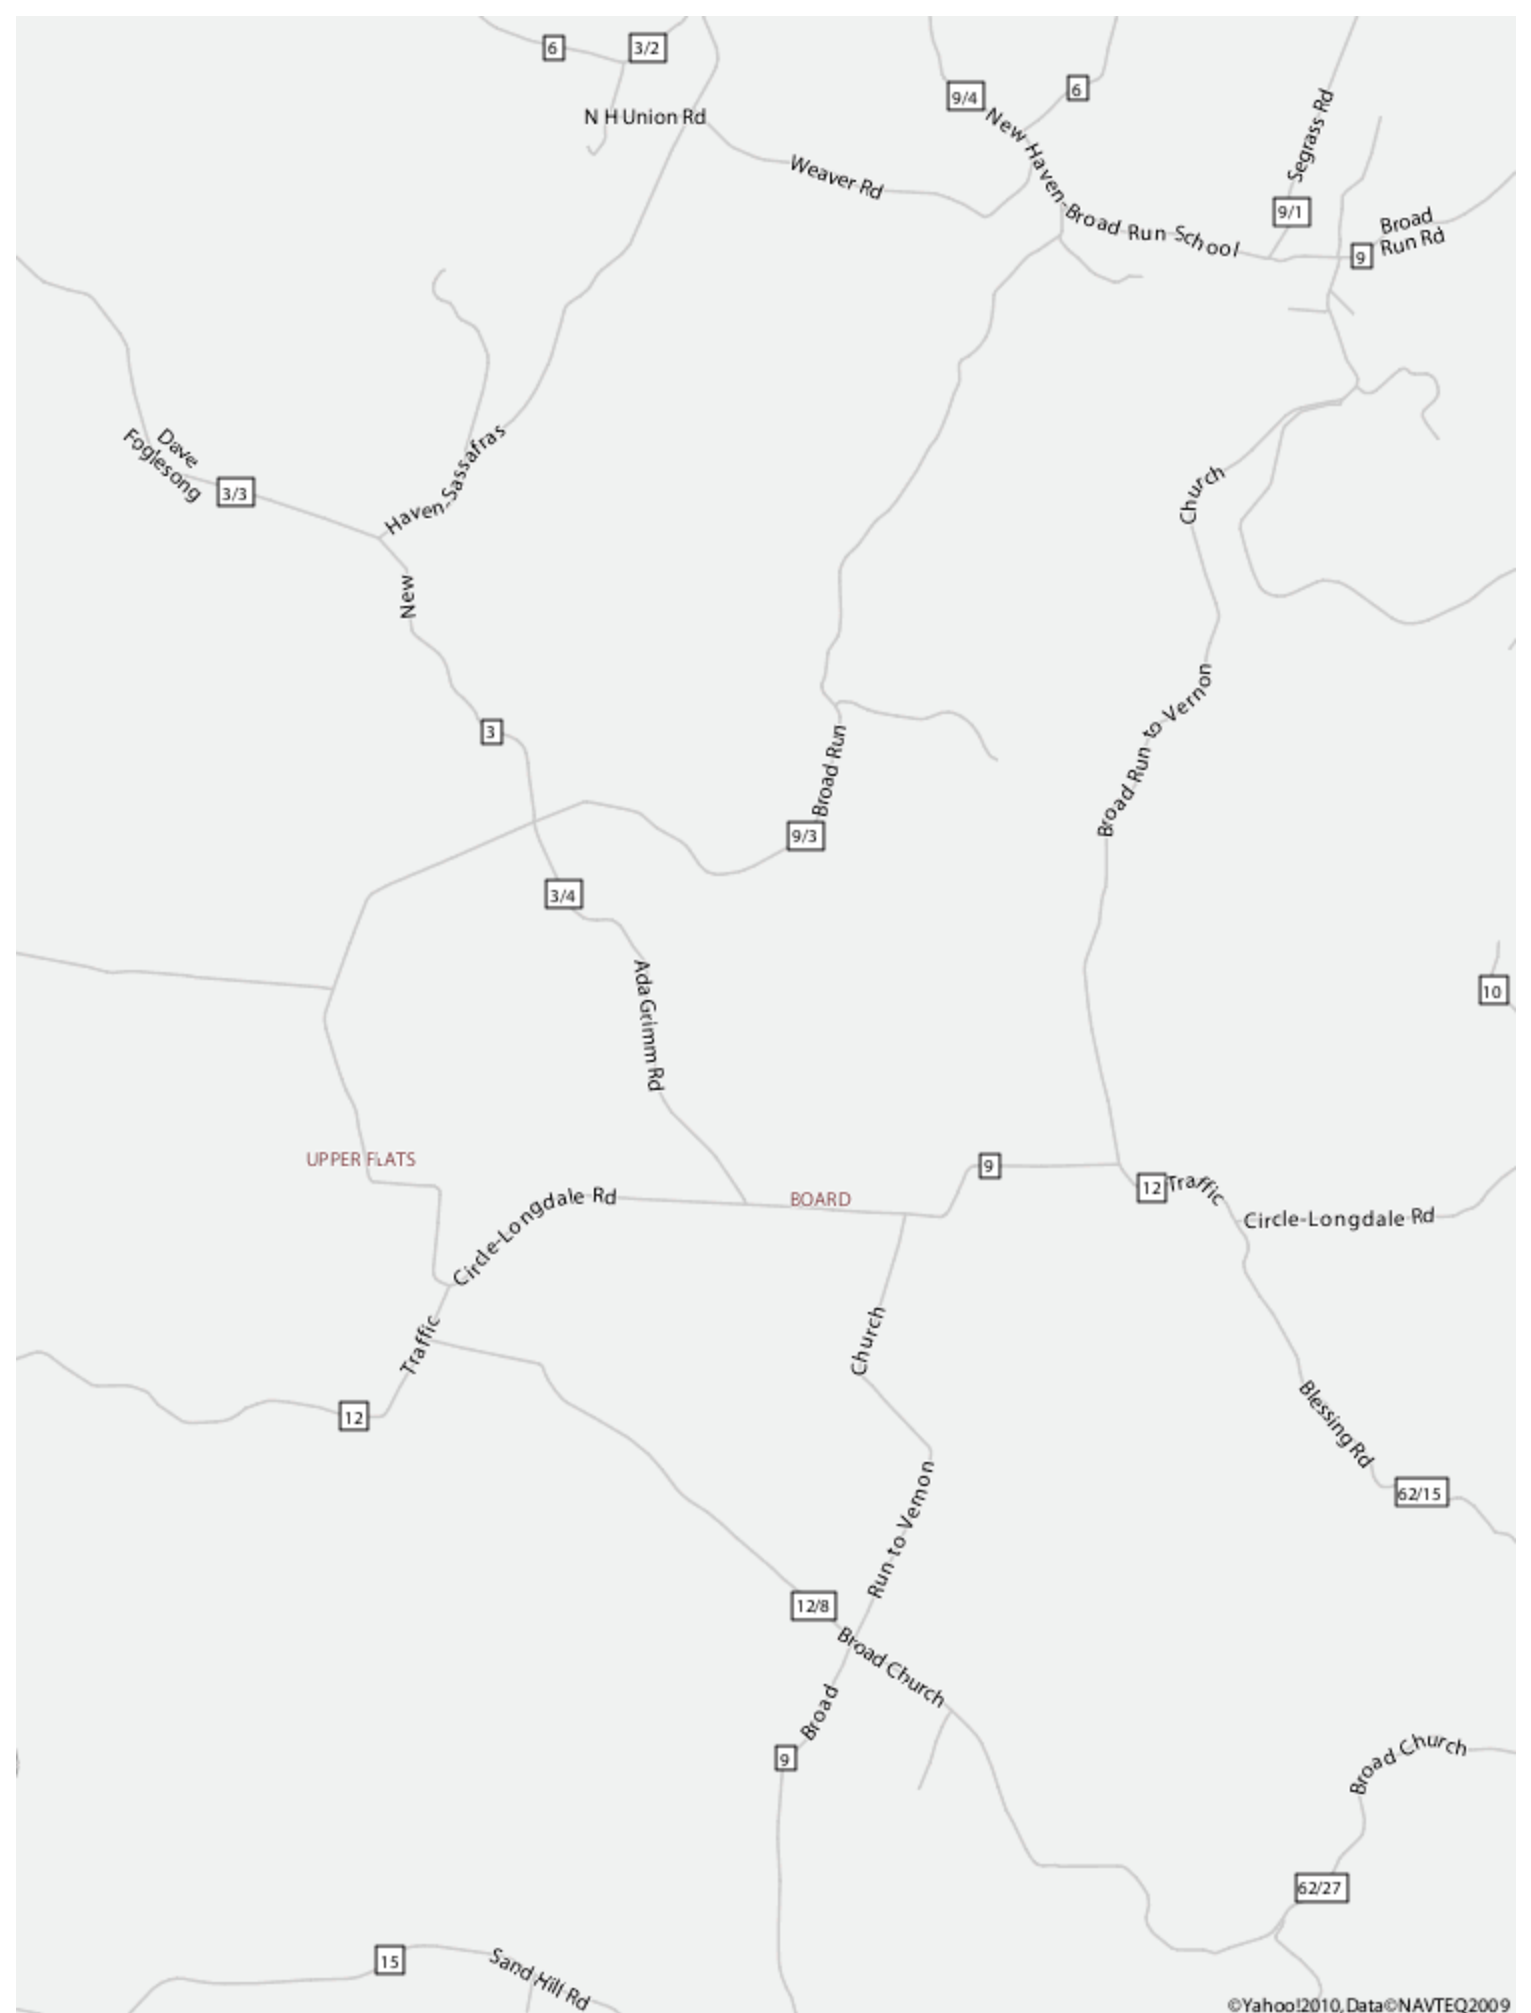 6
3/2
N H Union Rd
9/4
6
New Haven-Broad Run School
Weaver Rd
Segrass Rd
9/1
Broad
Run Rd
9
Dave
Foglesong
3/3
Haven-Sassafras
New
3
Church
Broad Run to Vernon
Broad Run
9/3
3/4
Ada Grimm Rd
10
UPPER FLATS
BOARD
9
12
Traffic
Circle-Longdale Rd
Circle-Longdale Rd
Traffic
12
Church
Blessing Rd
62/15
Run-to-Vernon
12/8
Broad Church
Broad
9
Broad Church
62/27
15
Sand Hill Rd
©Yahoo!2010, Data©NAVTEQ2009